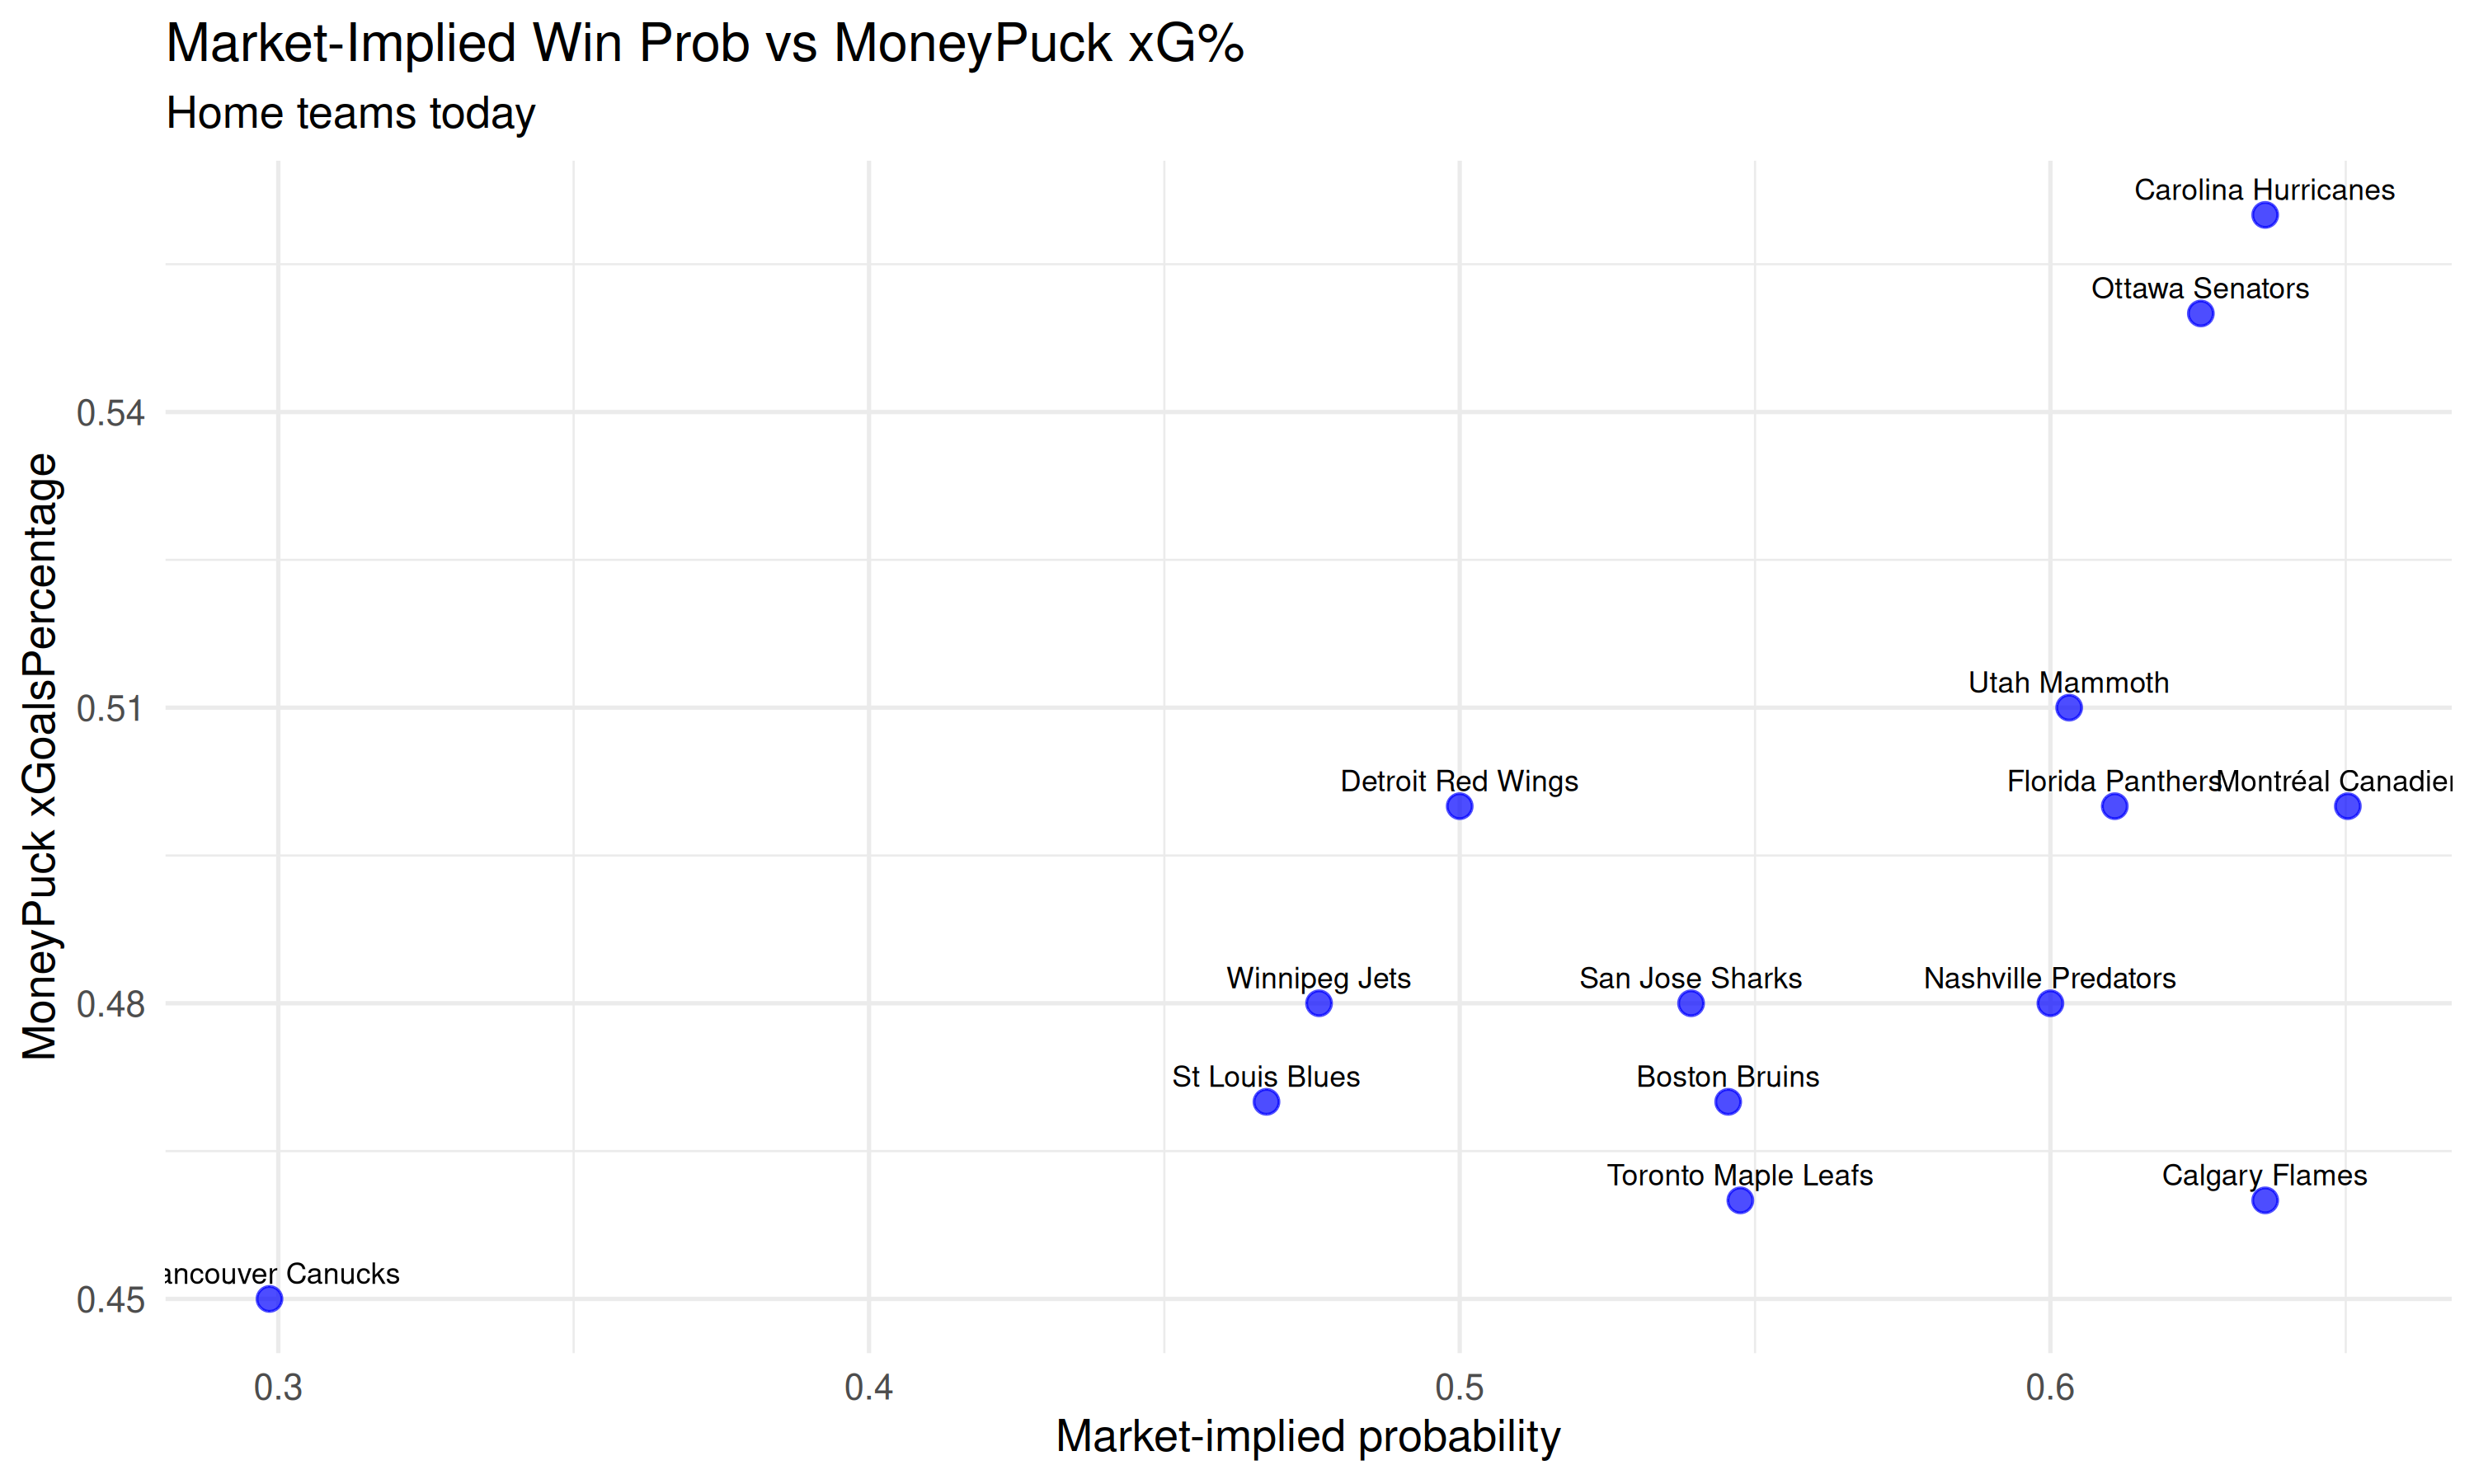 Market-Implied Win Prob vs MoneyPuck xG%
Home teams today
Carolina Hurricanes
Ottawa Senators
0.54
Utah Mammoth
0.51
Detroit Red Wings
Florida Panthers
Montréal Canadien
MoneyPuck xGoalsPercentage
Winnipeg Jets
San Jose Sharks
Nashville Predators
0.48
St Louis Blues
Boston Bruins
Toronto Maple Leafs
Calgary Flames
ancouver Canucks
0.45
0.3
0.4
0.5
0.6
Market-implied probability